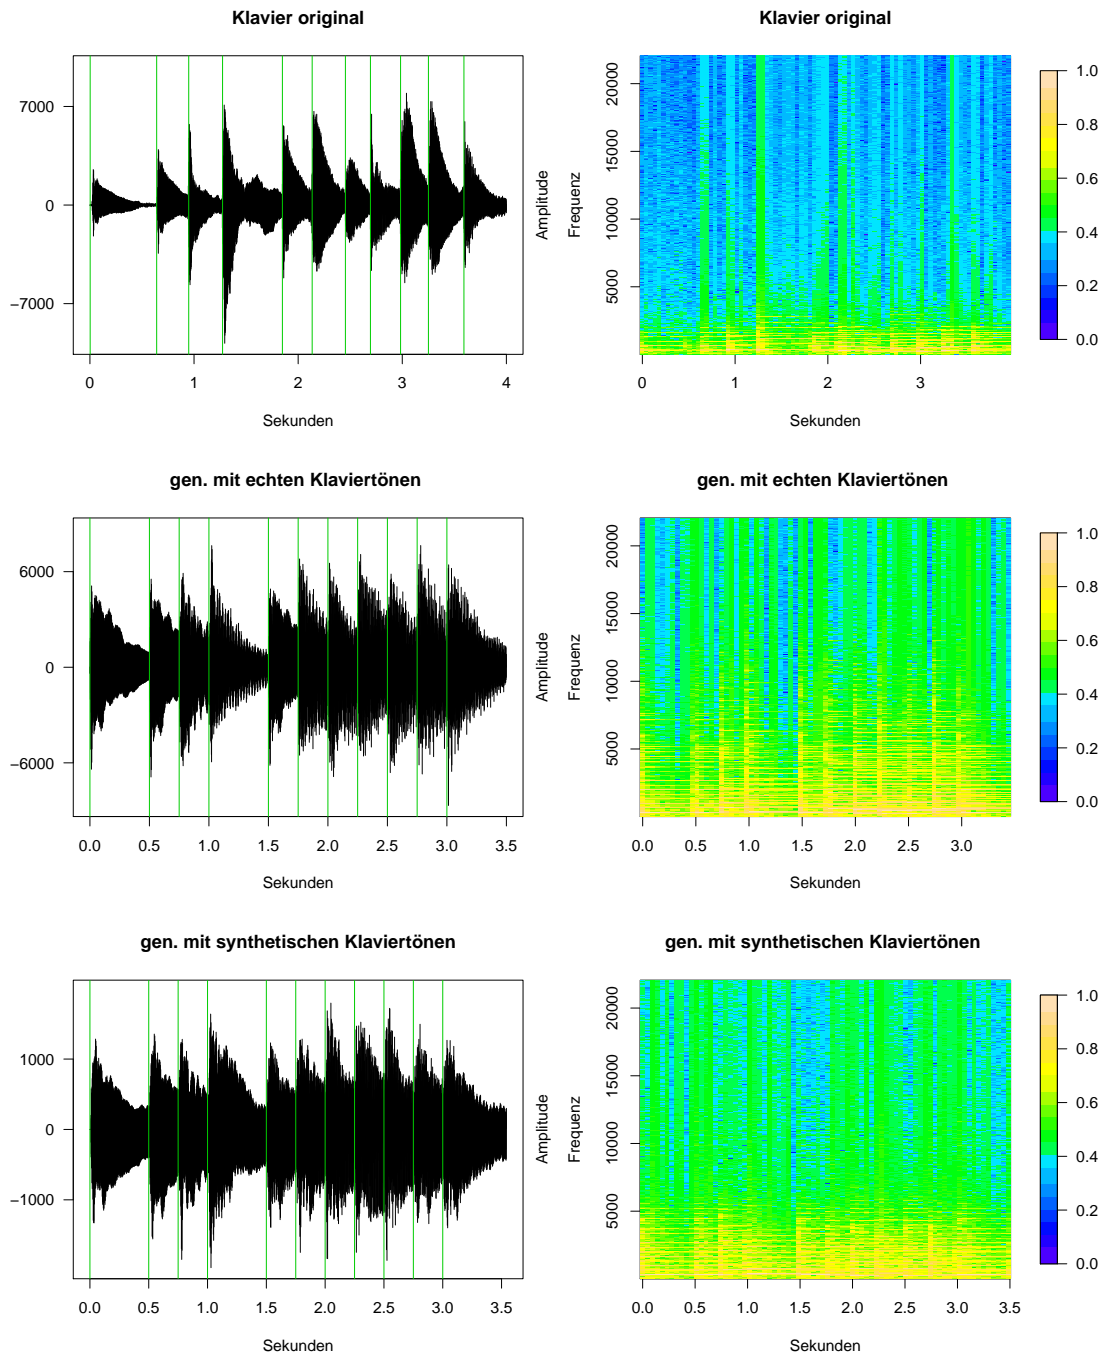 Klavier original
7000
0
−7000
Amplitude
0 1 2 3 4
Sekunden
Klavier original
20000
15000
10000
5000
Frequenz
0 1 2 3
Sekunden
1.0
0.8
0.6
0.4
0.2
0.0
gen. mit echten Klaviertönen
6000
0
−6000
Amplitude
0.0 0.5 1.0 1.5 2.0 2.5 3.0 3.5
Sekunden
gen. mit echten Klaviertönen
20000
15000
10000
5000
Frequenz
0.0 0.5 1.0 1.5 2.0 2.5 3.0
Sekunden
1.0
0.8
0.6
0.4
0.2
0.0
gen. mit synthetischen Klaviertönen
1000
0
−1000
Amplitude
0.0 0.5 1.0 1.5 2.0 2.5 3.0 3.5
Sekunden
gen. mit synthetischen Klaviertönen
20000
15000
10000
5000
Frequenz
0.0 0.5 1.0 1.5 2.0 2.5 3.0 3.5
Sekunden
1.0
0.8
0.6
0.4
0.2
0.0